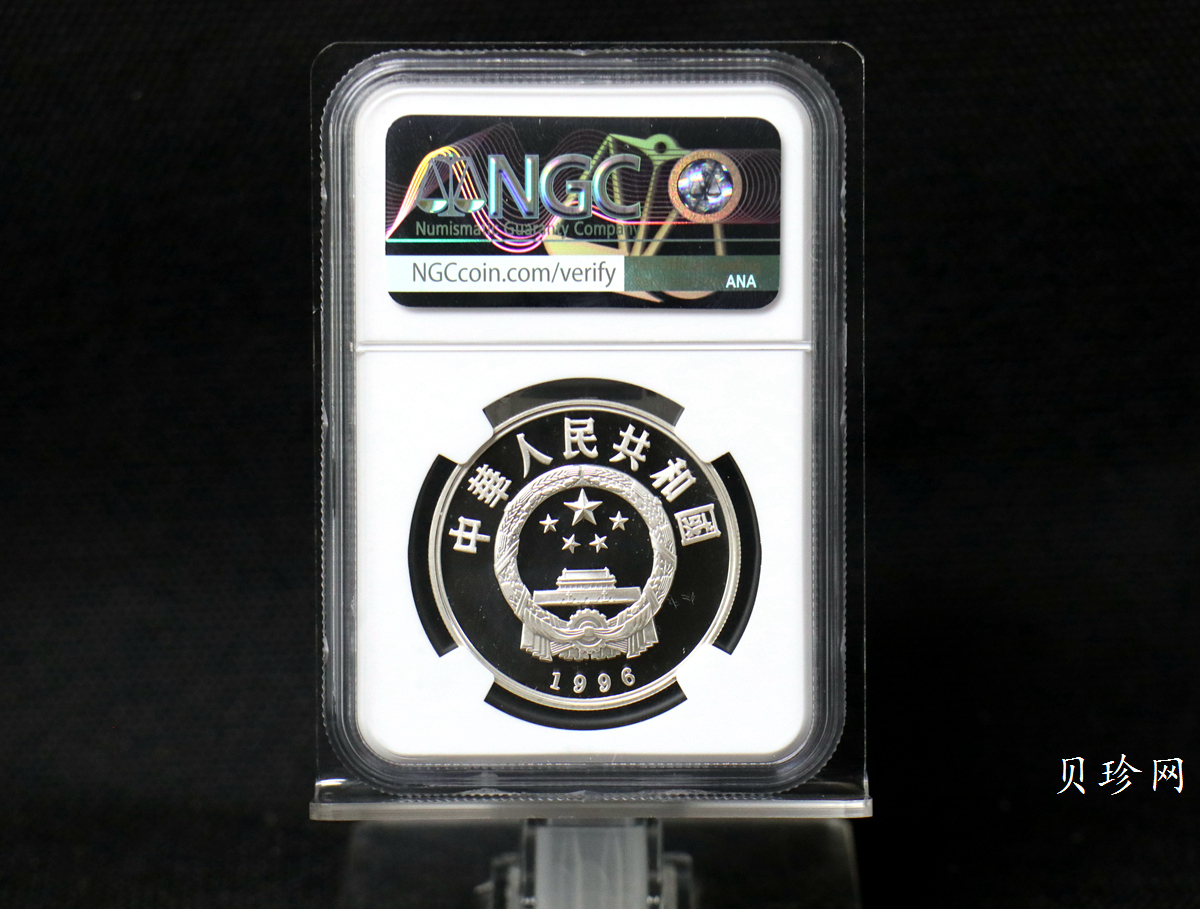 NGC
Numismatic Guaranty Company
NGCcoin.com/verify
ANA
中華人民共和國
1996
贝珍网